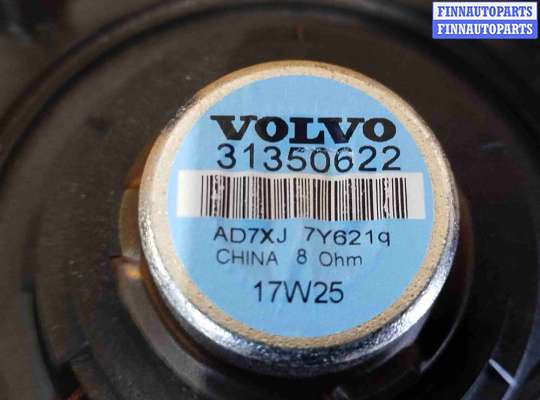 FINNAUTOPARTS
FINNAUTOPARTS
VOLVO
31350622
AD7XJ 7Y621q
CHINA 8 Ohm
17W25